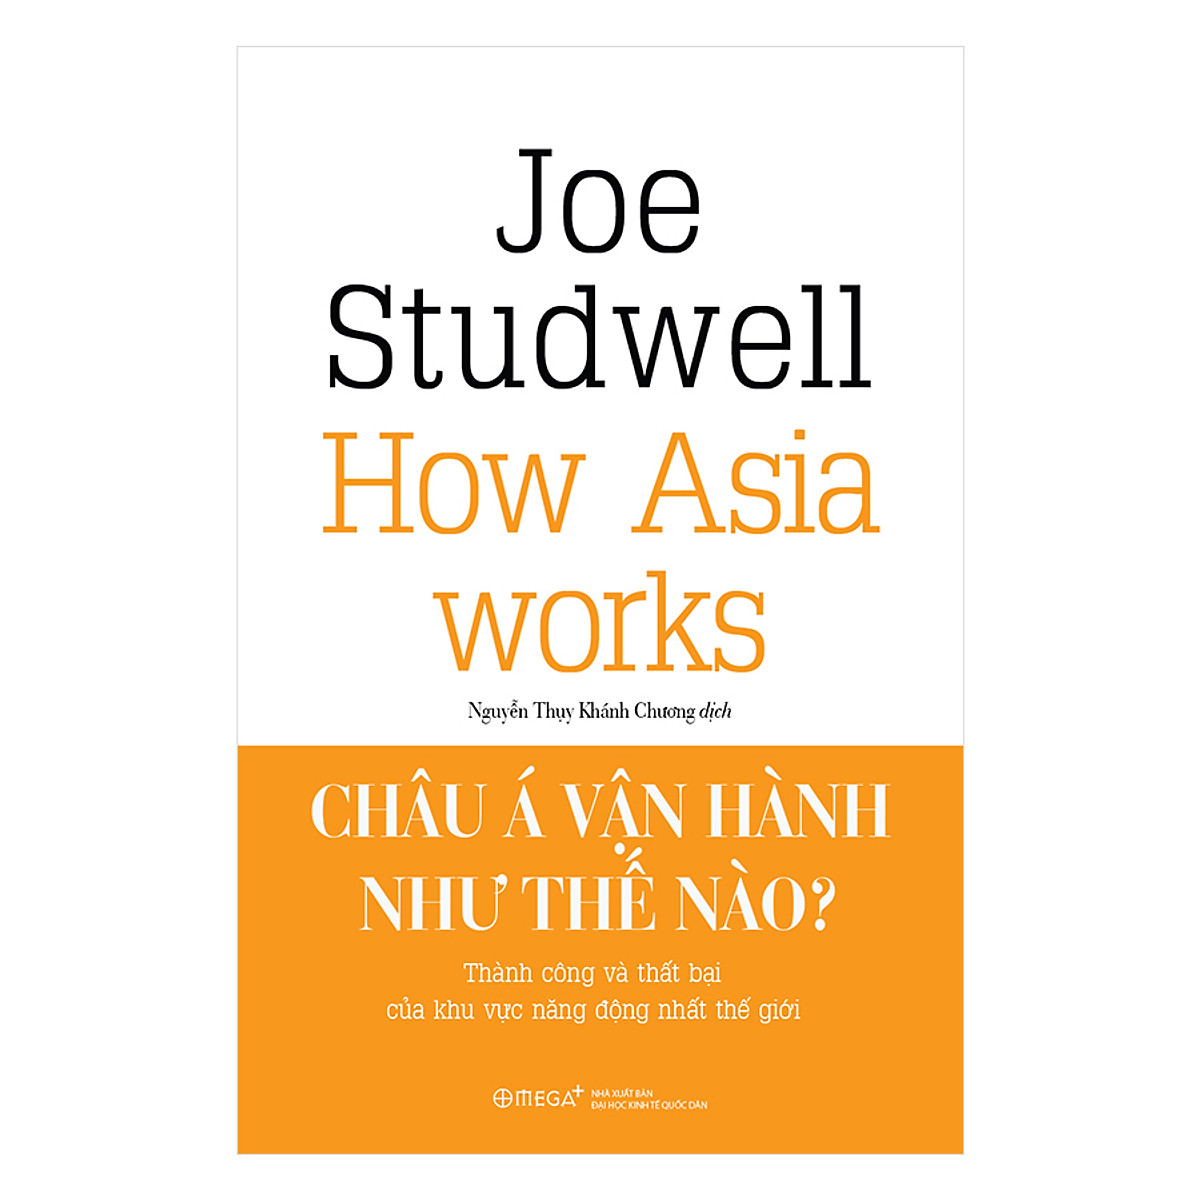 Joe
Studwell
How Asia
works
Nguyễn Thụy Khánh Chương dịch
CHÂU Á VẬN HÀNH
NHƯ THẾ NÀO?
Thành công và thất bại
của khu vực năng động nhất thế giới
OMEGA+
NHÀ XUẤT BẢN
ĐẠI HỌC KINH TẾ QUỐC DÂN